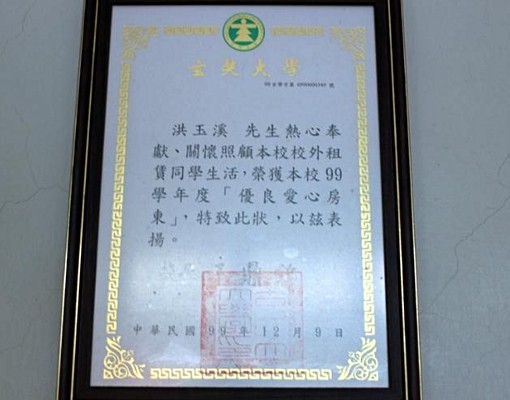 玄奘大學
洪玉溪 先生熱心奉
獻、關懷照顧本校校外租
賃同學生活,榮獲本校99
學年度「優良愛心房
東」,特致此狀,以茲表
揚。
中華民國 99 年 12 月 9 日